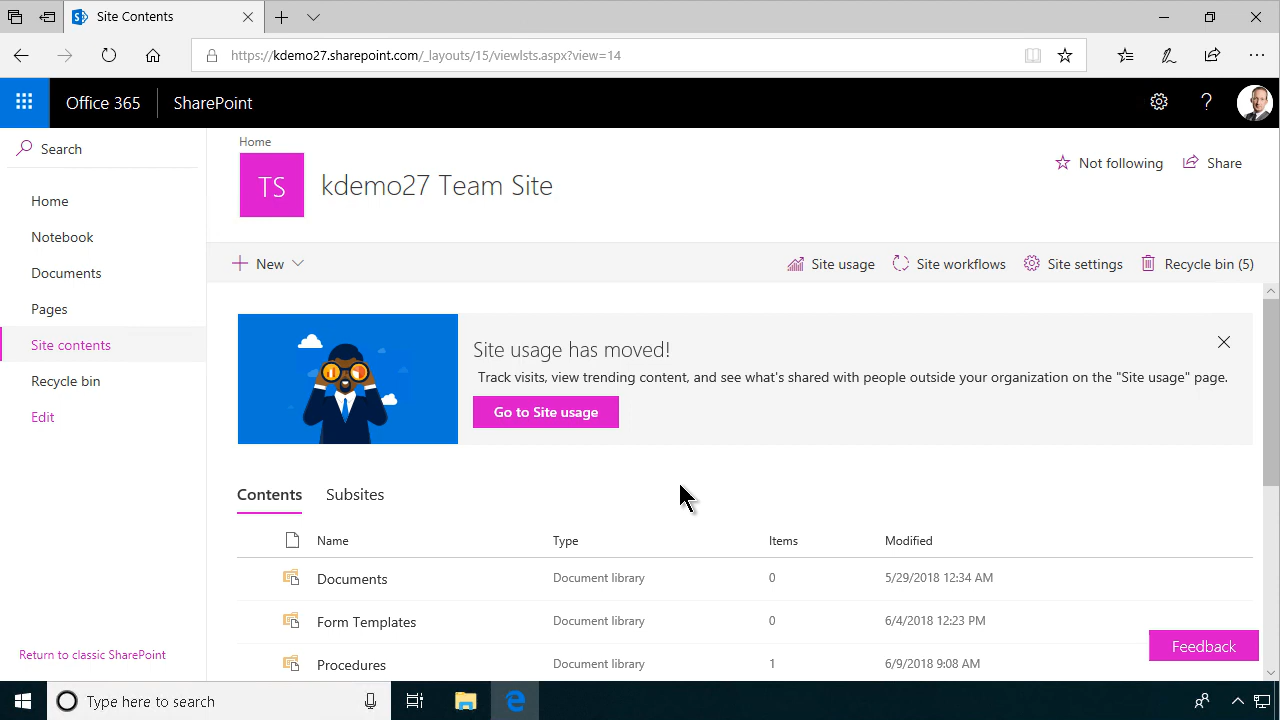 Site Contents
https://kdemo27.sharepoint.com/_layouts/15/viewlsts.aspx?view=14
Office 365
SharePoint
Search
Home
Notebook
Documents
Pages
Site contents
Recycle bin
Edit
Return to classic SharePoint
Home
TS
kdemo27 Team Site
Not following
Share
New
Site usage
Site workflows
Site settings
Recycle bin (5)
Site usage has moved!
Track visits, view trending content, and see what's shared with people outside your organization on the "Site usage" page.
Go to Site usage
Contents
Subsites
Name Type Items Modified
Documents Document library 0 5/29/2018 12:34 AM
Form Templates Document library 0 6/4/2018 12:23 PM
Procedures Document library 1 6/9/2018 9:08 AM
Feedback
Type here to search